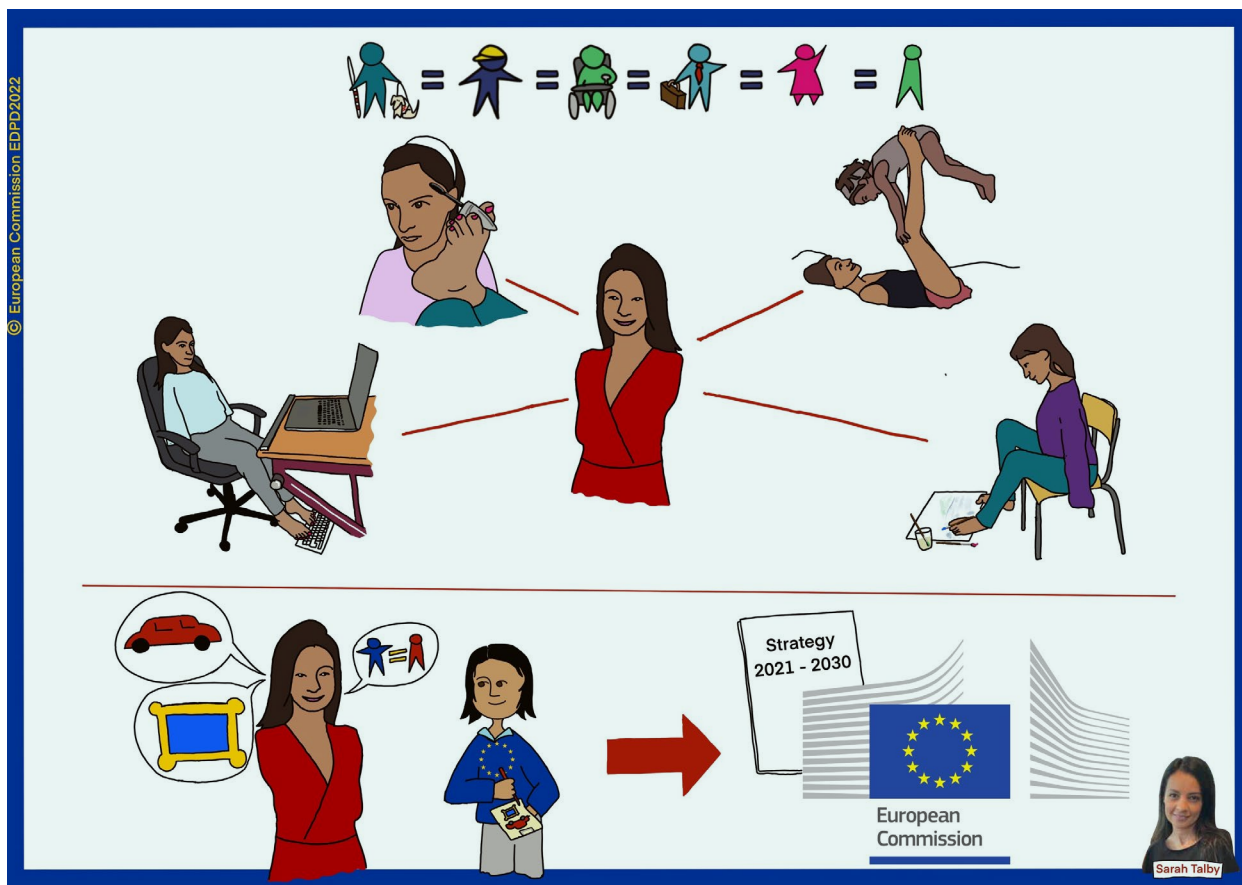 © European Commission EDPD2022
Strategy
2021 - 2030
European
Commission
Sarah Talby